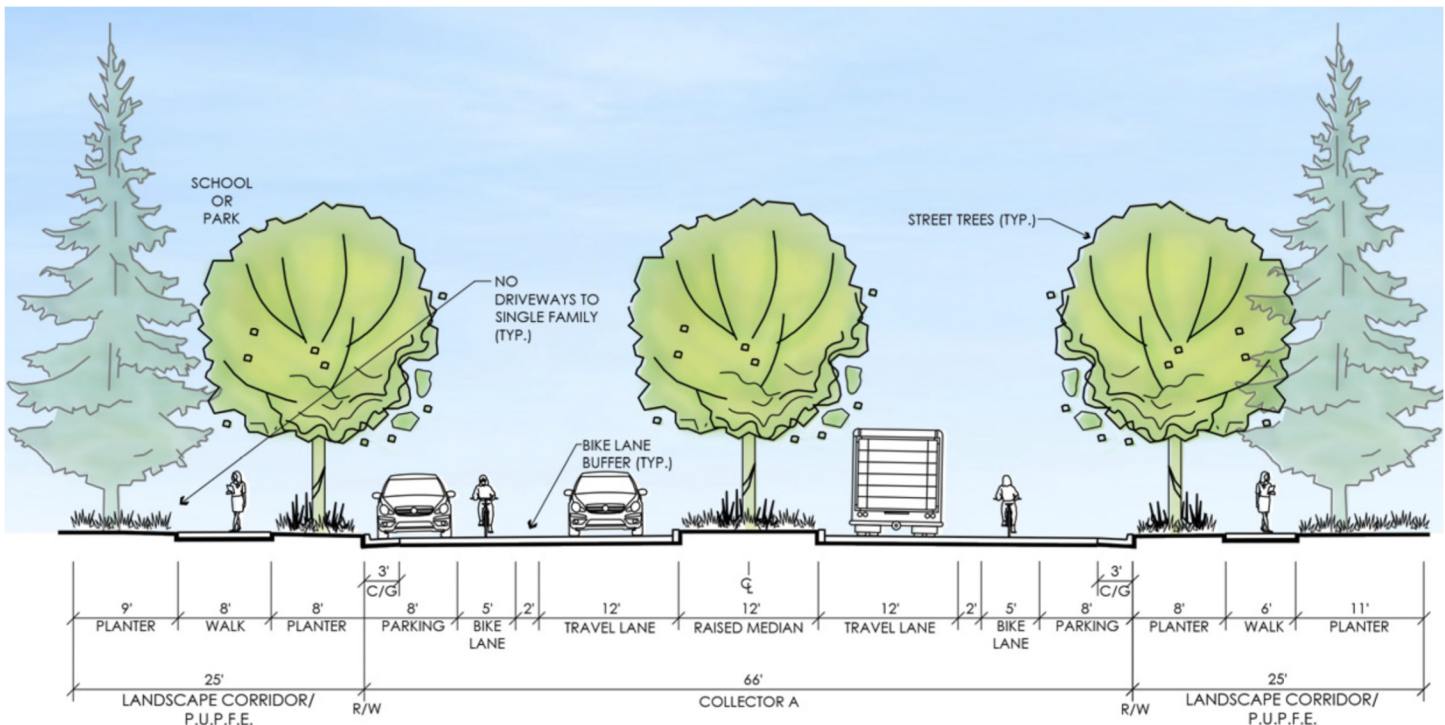 SCHOOL
OR
PARK
STREET TREES (TYP.)
NO
DRIVEWAYS TO
SINGLE FAMILY
(TYP.)
BIKE LANE
BUFFER (TYP.)
3'
C/G
℄
3'
C/G
9' 8' 8' 8' 5' 2' 12' 12' 12' 2' 5' 8' 8' 6' 11'
PLANTER WALK PLANTER PARKING BIKE TRAVEL LANE RAISED MEDIAN TRAVEL LANE BIKE PARKING PLANTER WALK PLANTER
LANE LANE
25' 66' 25'
LANDSCAPE CORRIDOR/ COLLECTOR A LANDSCAPE CORRIDOR/
P.U.P.F.E. R/W R/W P.U.P.F.E.